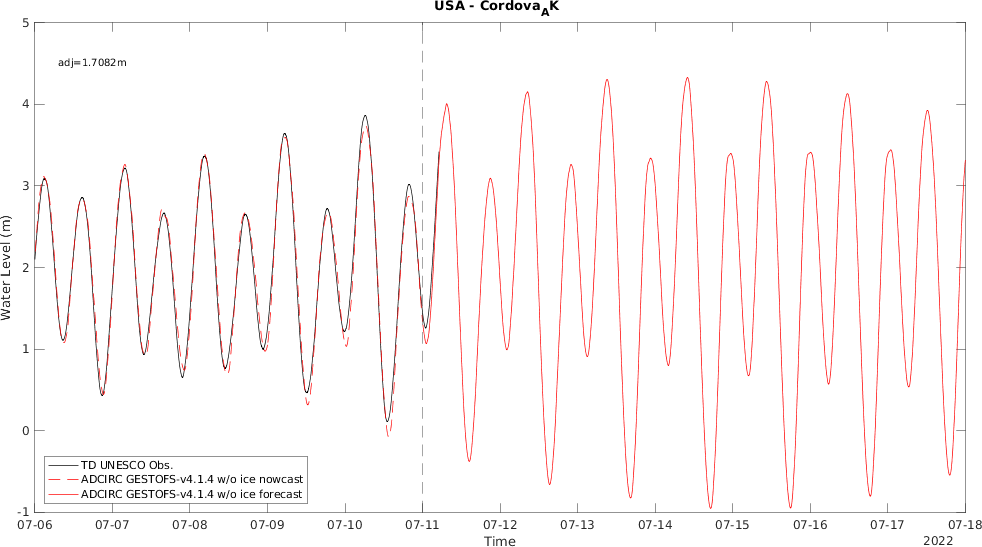 USA - Cordova_AK
adj=1.7082m
Water Level (m)
5
4
3
2
1
0
-1
TD UNESCO Obs.
ADCIRC GESTOFS-v4.1.4 w/o ice nowcast
ADCIRC GESTOFS-v4.1.4 w/o ice forecast
07-06 07-07 07-08 07-09 07-10 07-11 07-12 07-13 07-14 07-15 07-16 07-17 07-18
Time
2022